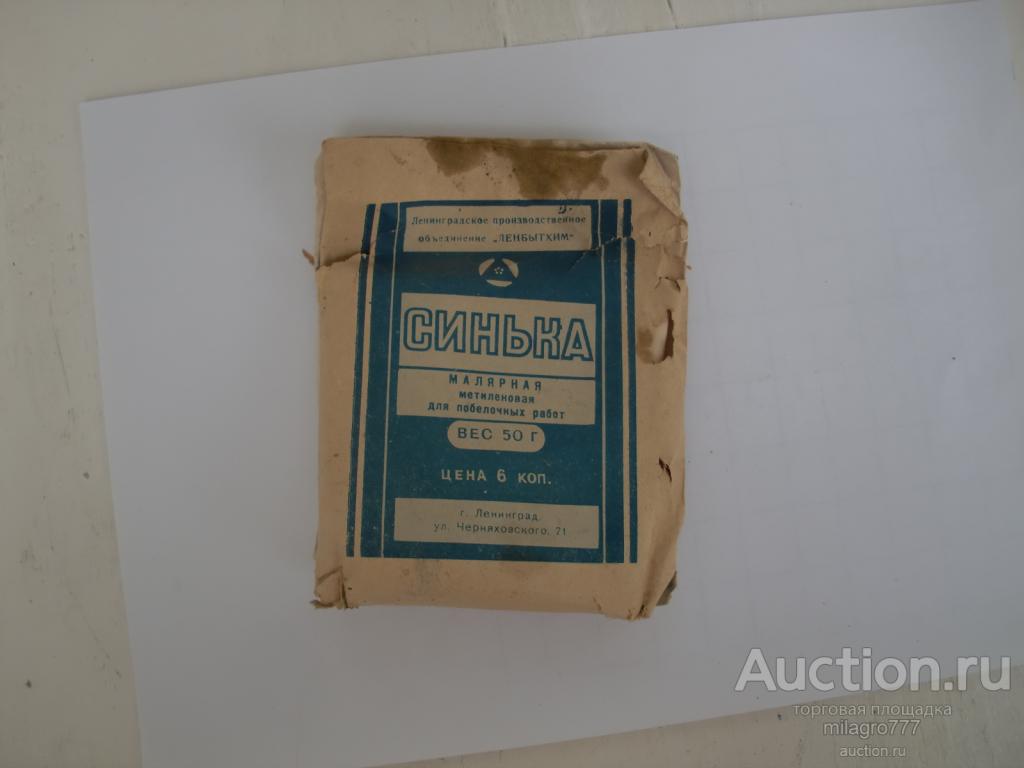 Ленинградское производственное
объединение „ЛЕНБЫТХИМ"
СИНЬКА
МАЛЯРНАЯ
метиленовая
для побелочных работ
ВЕС 50 Г
ЦЕНА 6 КОП.
г. Ленинград
ул. Черняховского, 71
Auction.ru
торговая площадка
milagro777
auction.ru